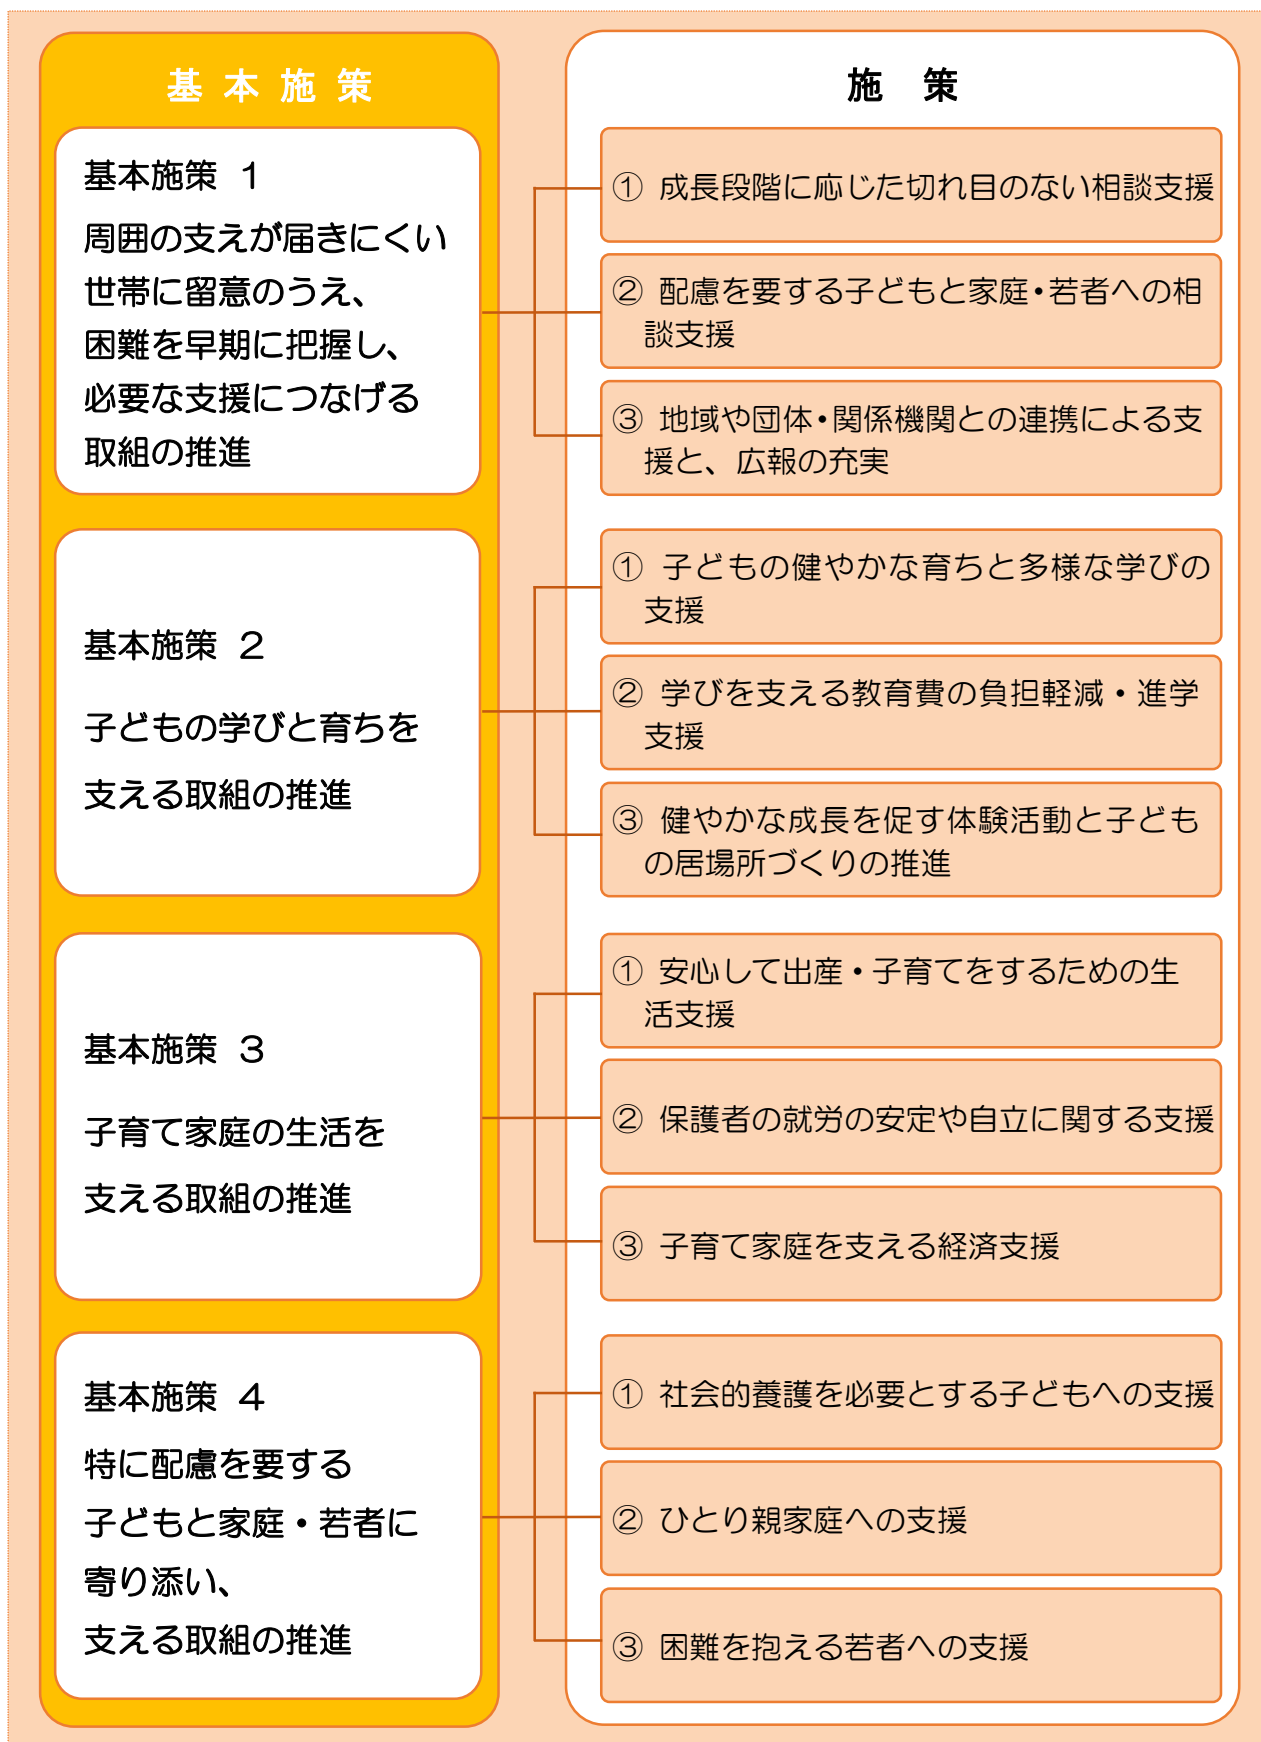 基本施策
施　策
基本施策 1
周囲の支えが届きにくい
世帯に留意のうえ、
困難を早期に把握し、
必要な支援につなげる
取組の推進
① 成長段階に応じた切れ目のない相談支援
② 配慮を要する子どもと家庭・若者への相
談支援
③ 地域や団体・関係機関との連携による支
援と、広報の充実
基本施策 2
子どもの学びと育ちを
支える取組の推進
① 子どもの健やかな育ちと多様な学びの
支援
② 学びを支える教育費の負担軽減・進学
支援
③ 健やかな成長を促す体験活動と子ども
の居場所づくりの推進
基本施策 3
子育て家庭の生活を
支える取組の推進
① 安心して出産・子育てをするための生
活支援
② 保護者の就労の安定や自立に関する支援
③ 子育て家庭を支える経済支援
基本施策 4
特に配慮を要する
子どもと家庭・若者に
寄り添い、
支える取組の推進
① 社会的養護を必要とする子どもへの支援
② ひとり親家庭への支援
③ 困難を抱える若者への支援